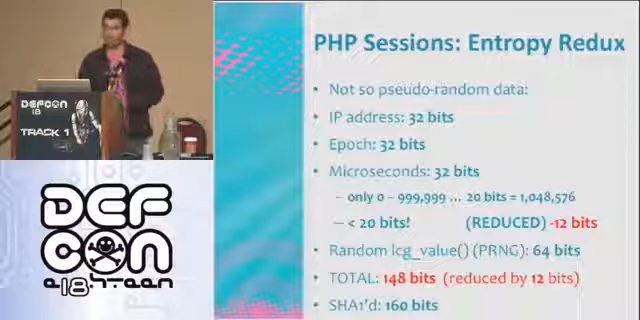 DEFCON
18
TRACK 1
DEF
CON
e18hteen
PHP Sessions: Entropy Redux
• Not so pseudo-random data:
• IP address: 32 bits
• Epoch: 32 bits
• Microseconds: 32 bits
– only 0 – 999,999 ... 20 bits = 1,048,576
– < 20 bits! (REDUCED) -12 bits
• Random lcg_value() (PRNG): 64 bits
• TOTAL: 148 bits (reduced by 12 bits)
• SHA1'd: 160 bits